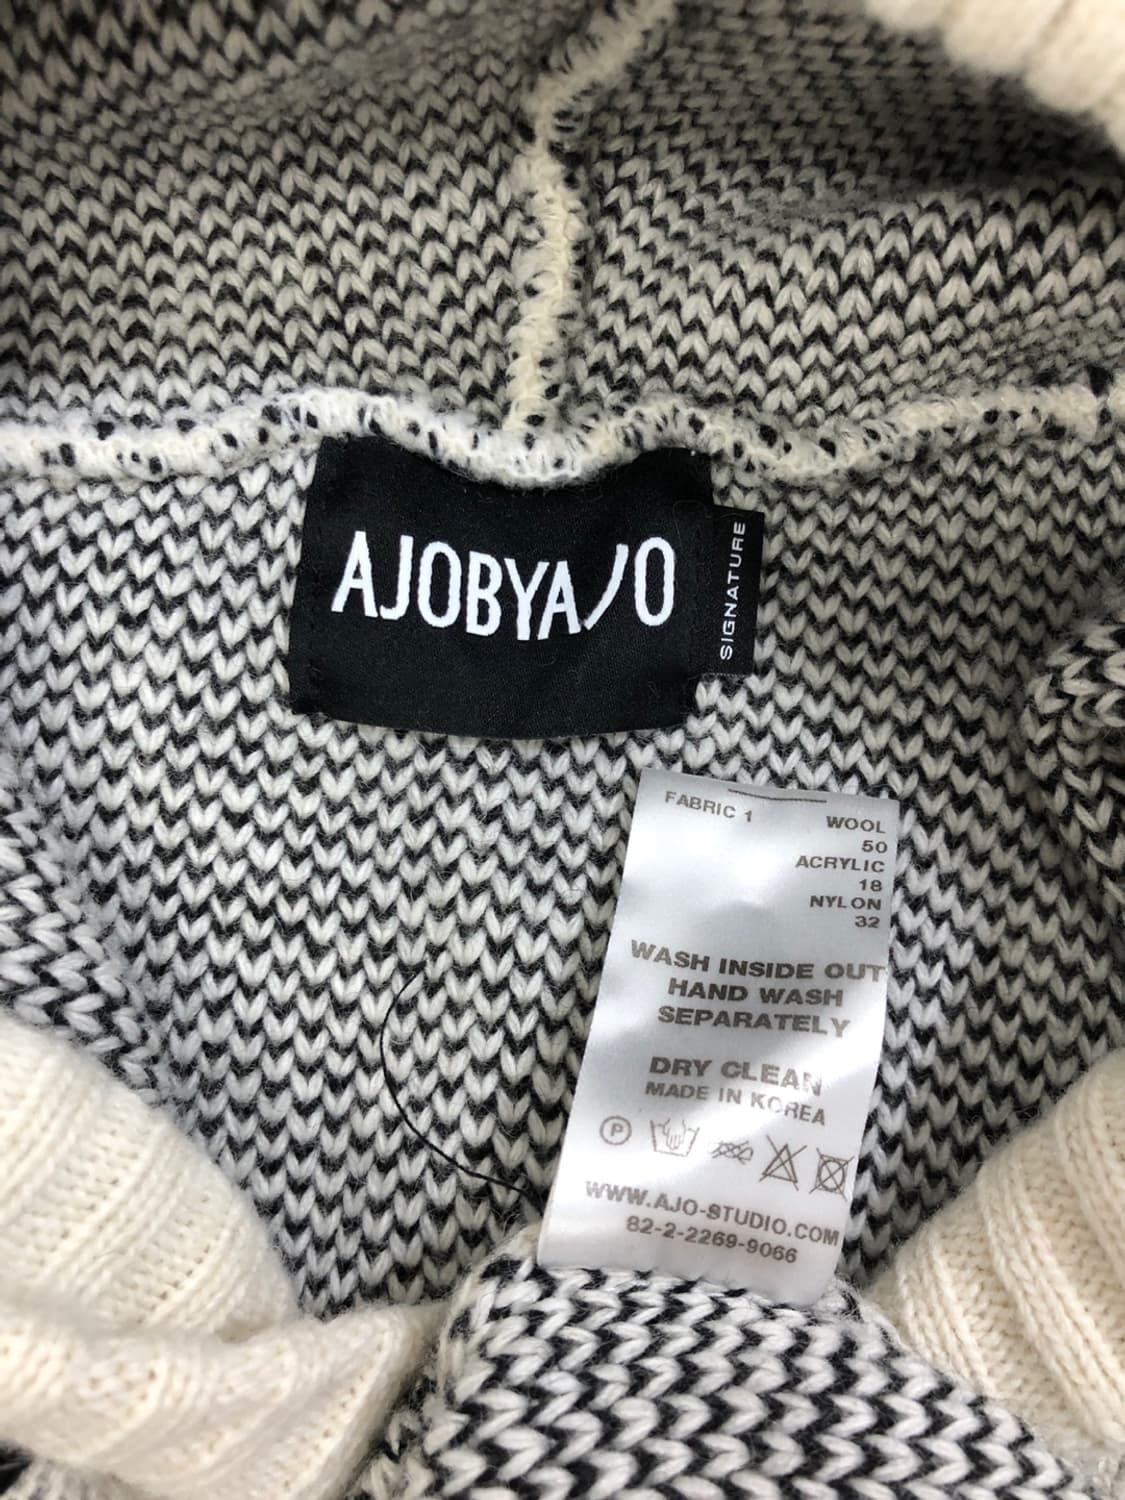 AJOBYAJO
SIGNATURE
FABRIC 1
WOOL
50
ACRYLIC
18
NYLON
32
WASH INSIDE OUT
HAND WASH
SEPARATELY
DRY CLEAN
MADE IN KOREA
P
WWW.AJO-STUDIO.COM
82-2-2269-9066